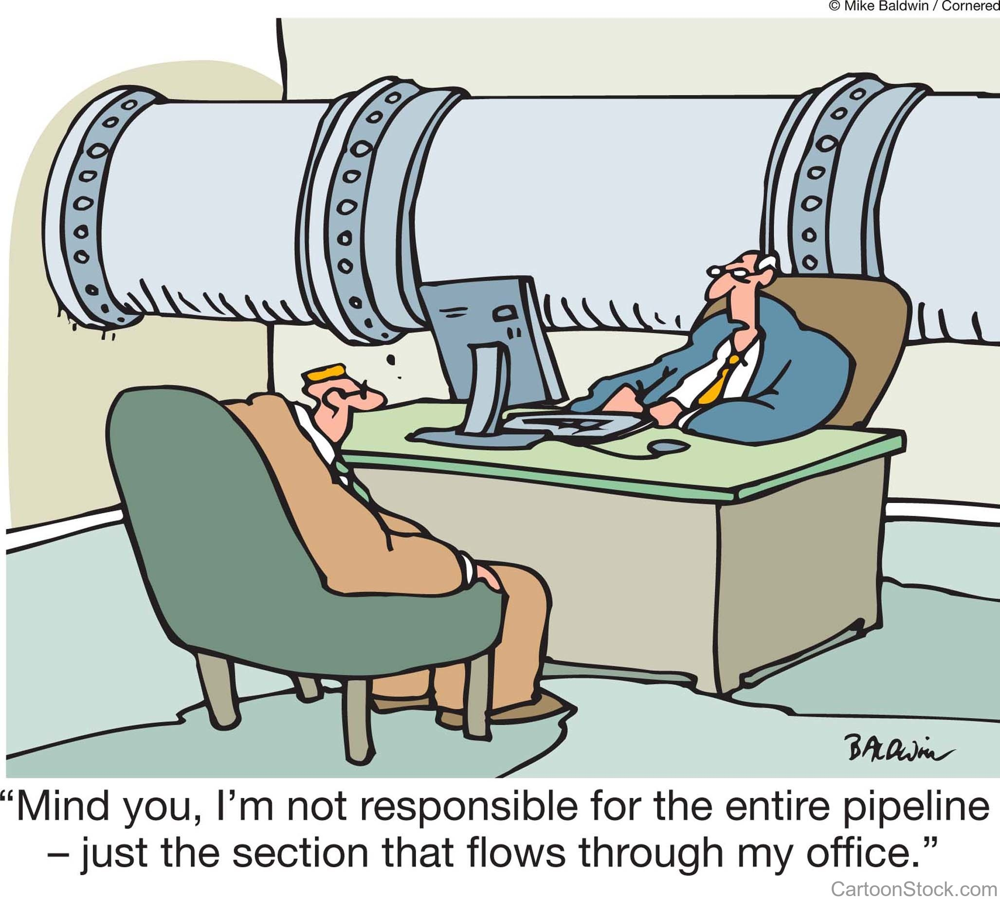 © Mike Baldwin / Cornered
BALDWIN
“Mind you, I’m not responsible for the entire pipeline
– just the section that flows through my office.”
CartoonStock.com